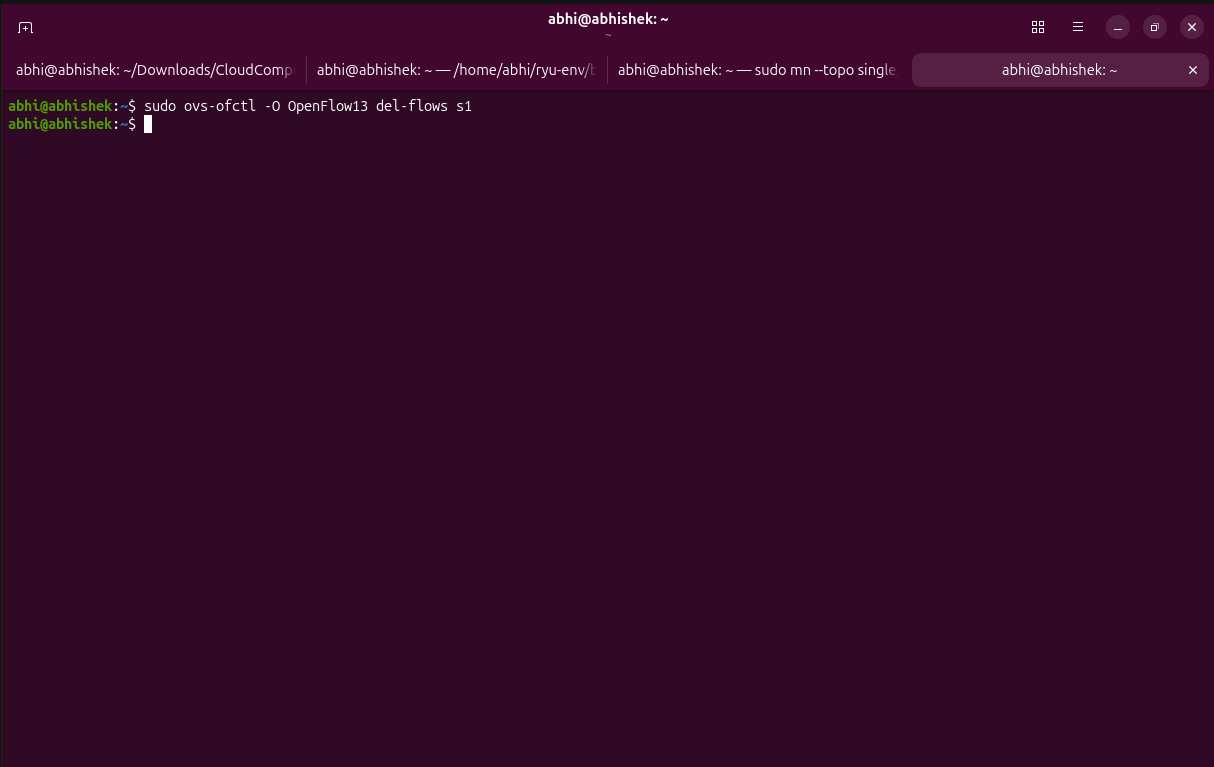 abhi@abhishek: ~
~
abhi@abhishek: ~/Downloads/CloudComp
abhi@abhishek: ~ — /home/abhi/ryu-env/b
abhi@abhishek: ~ — sudo mn --topo single,
abhi@abhishek: ~
abhi@abhishek:~$ sudo ovs-ofctl -O OpenFlow13 del-flows s1
abhi@abhishek:~$